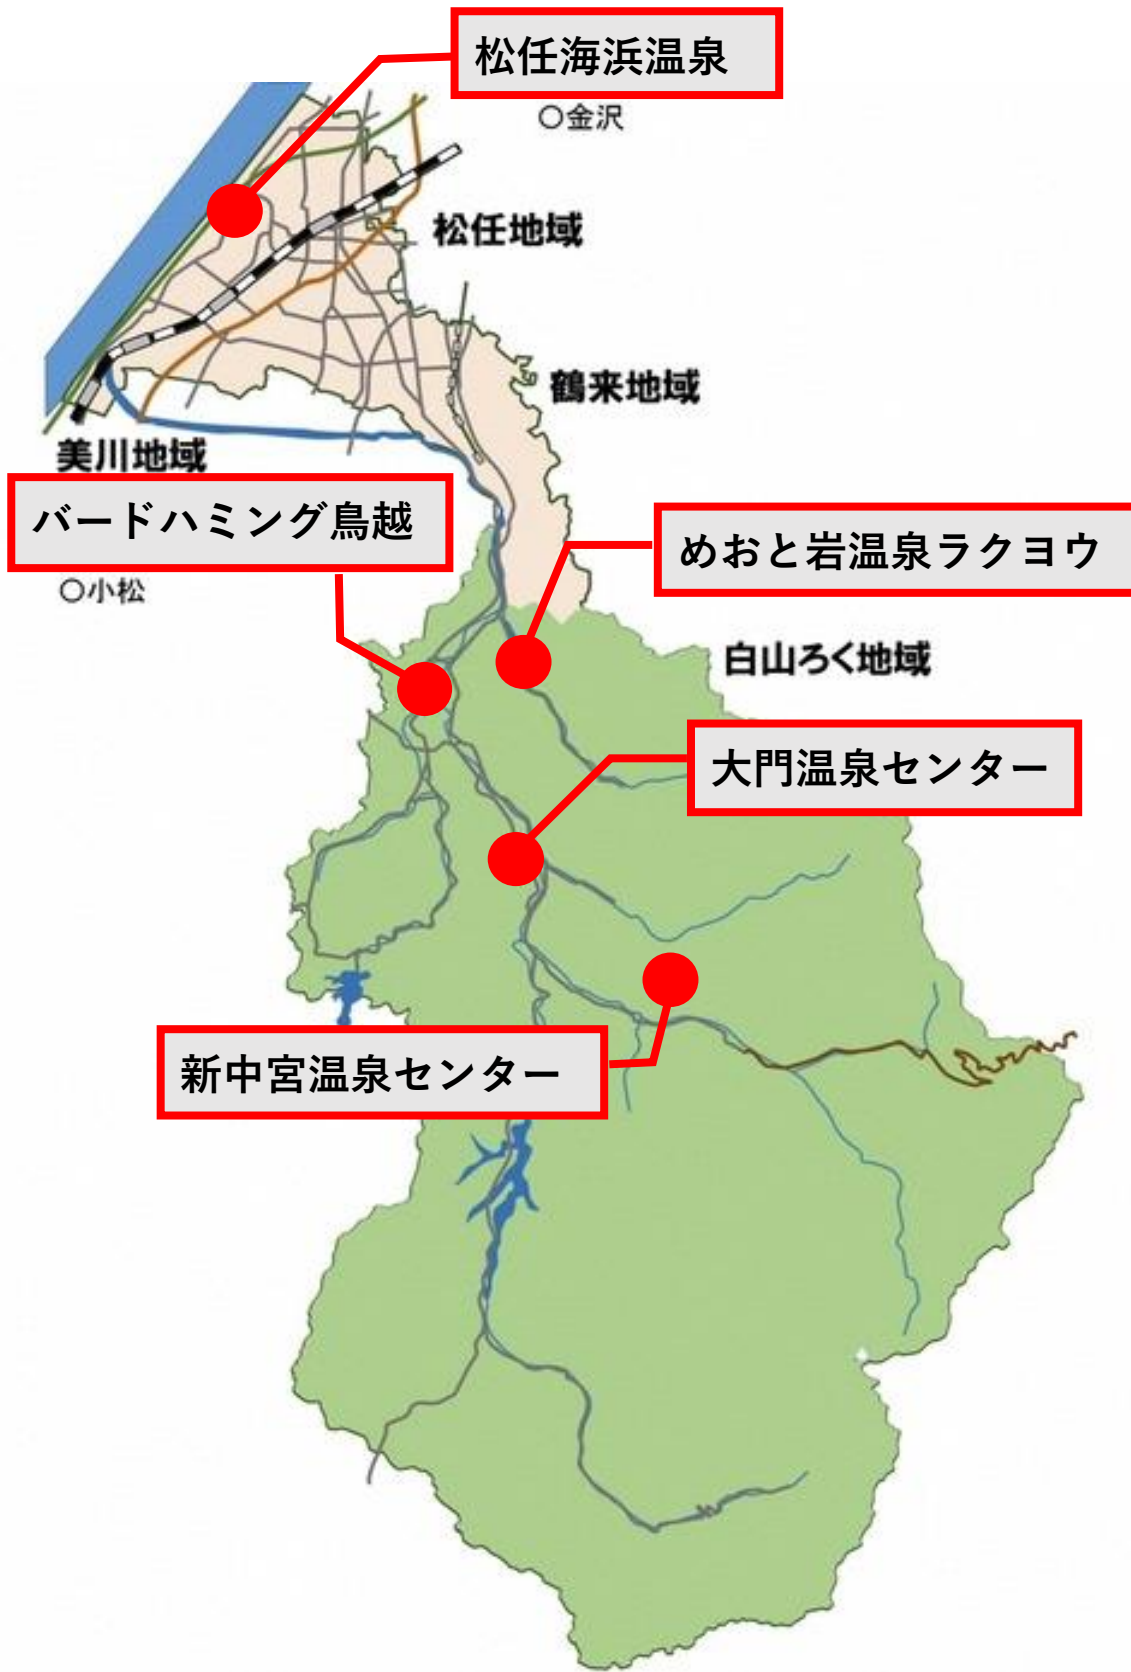 松任海浜温泉
○金沢
松任地域
鶴来地域
美川地域
バードハミング鳥越
めおと岩温泉ラクヨウ
○小松
白山ろく地域
大門温泉センター
新中宮温泉センター